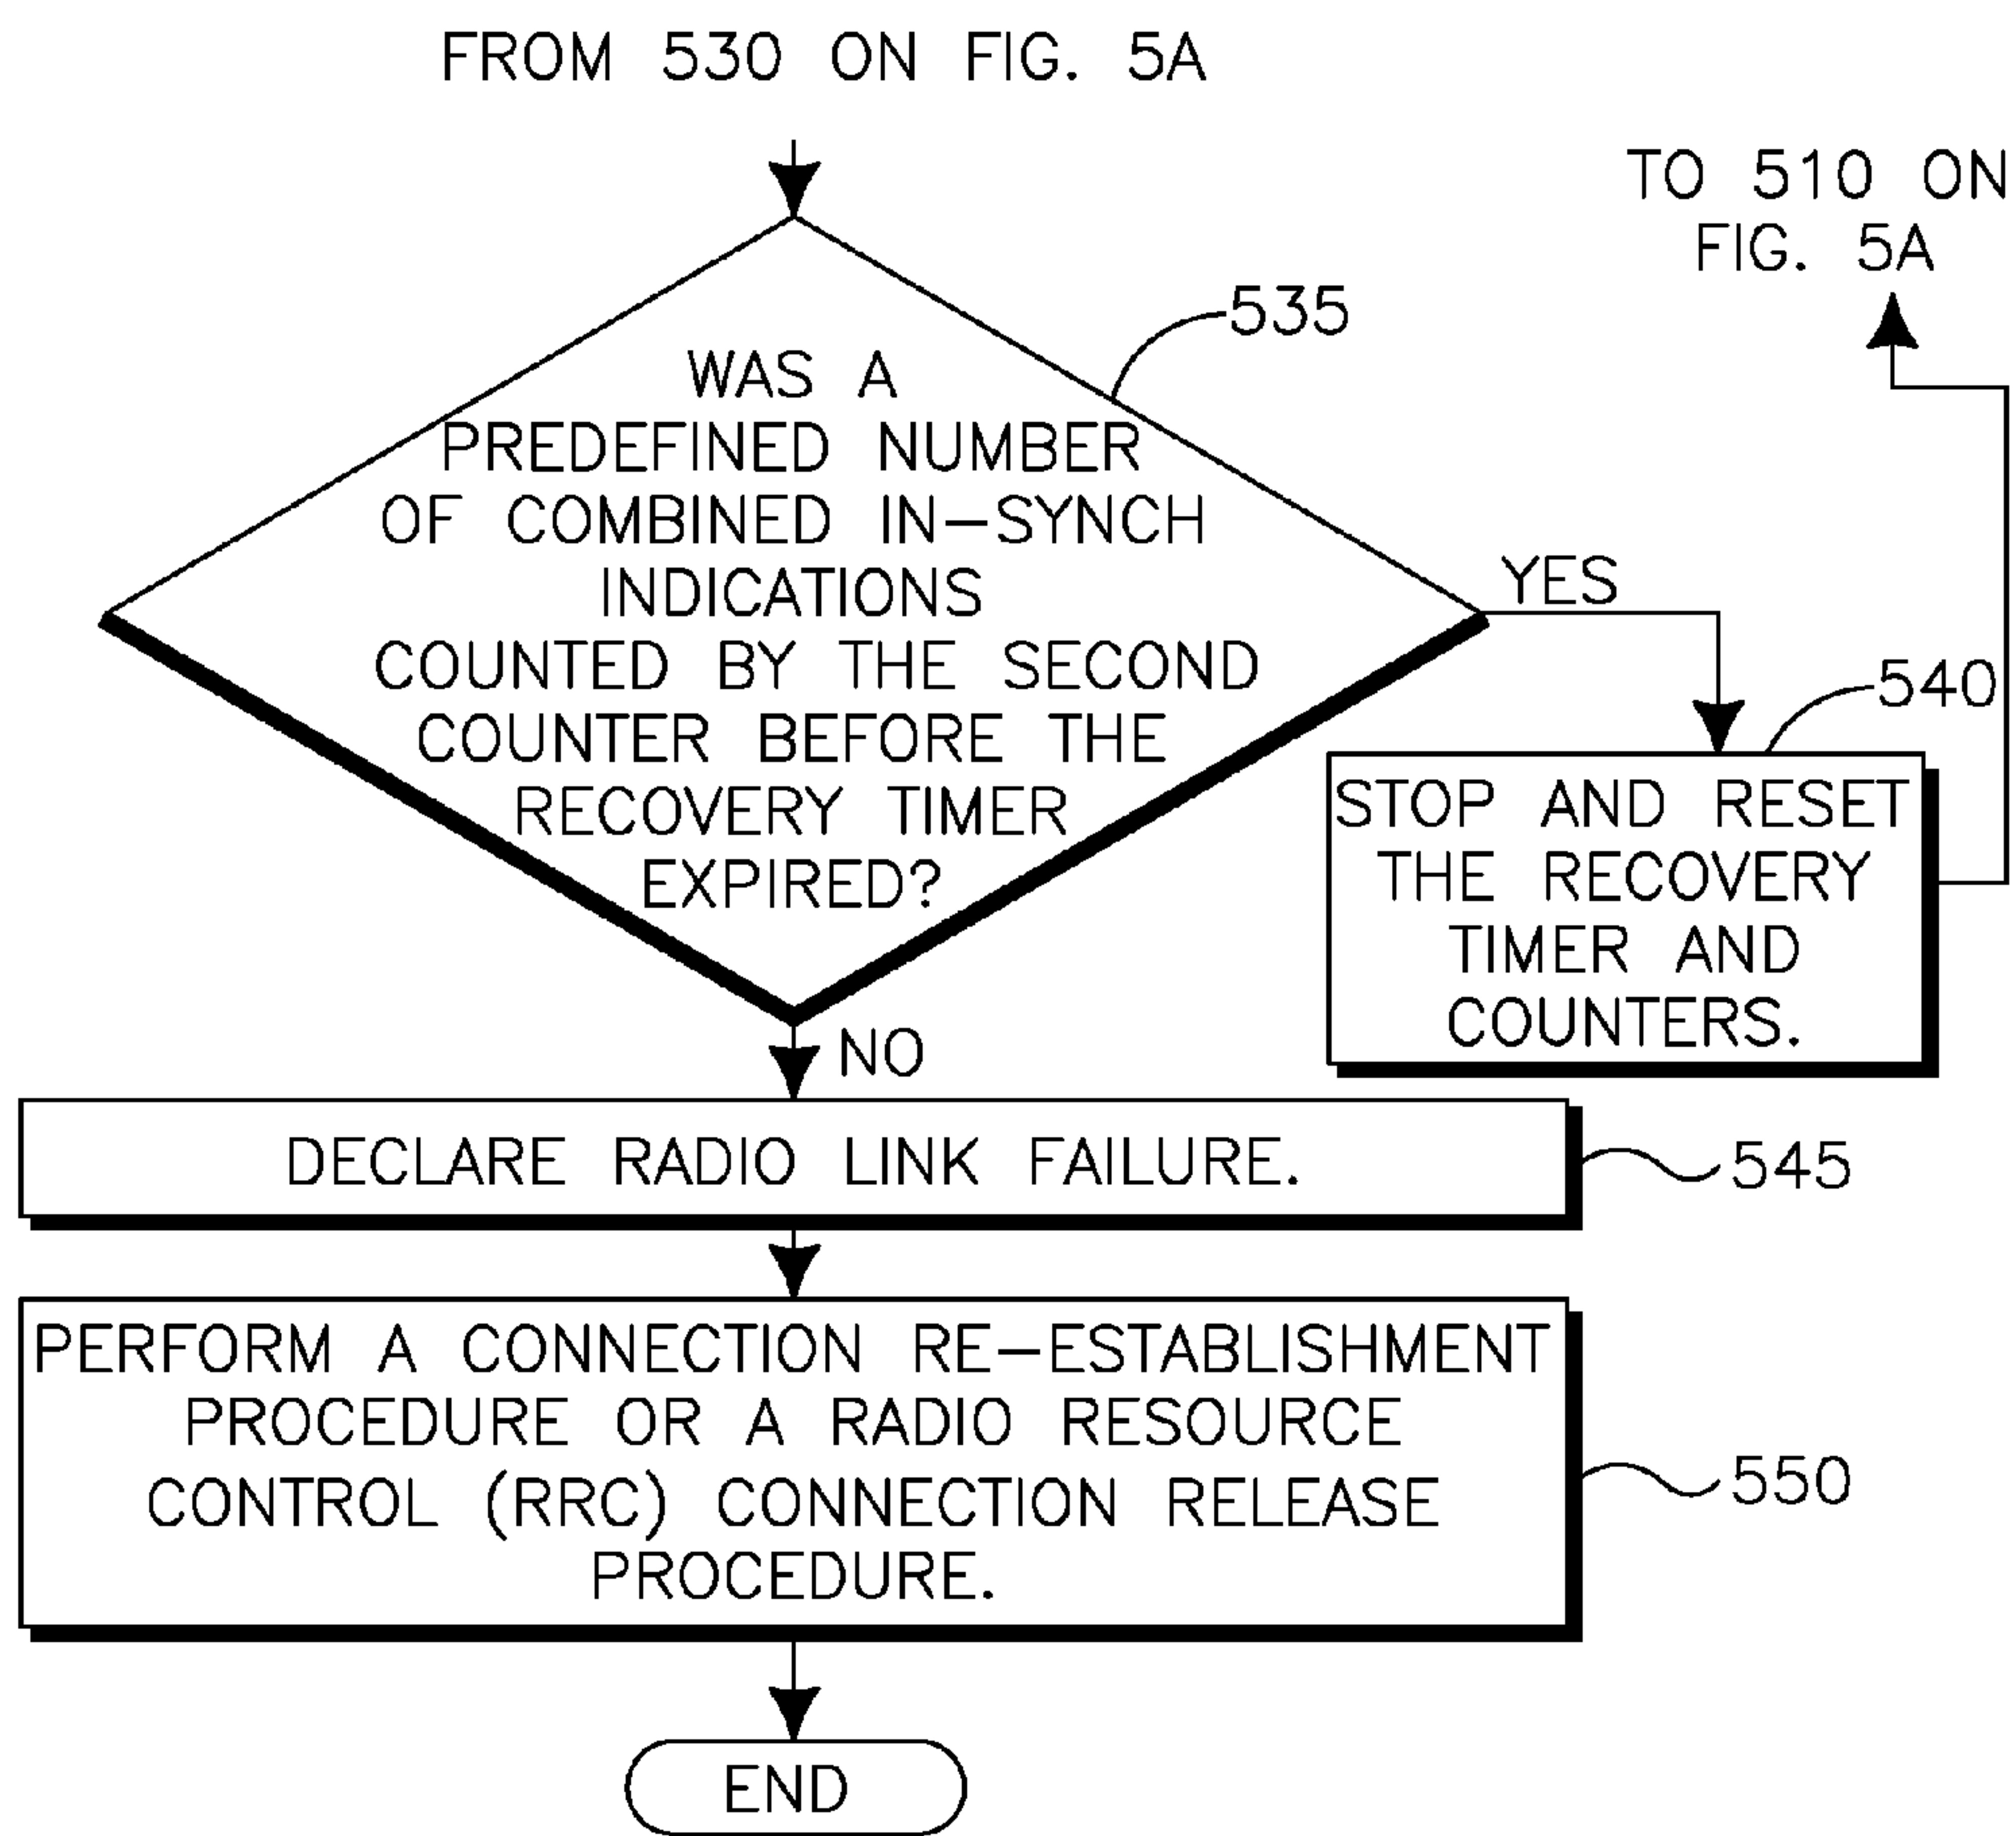 FROM 530 ON FIG. 5A
TO 510 ON
FIG. 5A
535
WAS A
PREDEFINED NUMBER
OF COMBINED IN-SYNCH
INDICATIONS
COUNTED BY THE SECOND
COUNTER BEFORE THE
RECOVERY TIMER
EXPIRED?
YES
540
STOP AND RESET
THE RECOVERY
TIMER AND
COUNTERS.
NO
DECLARE RADIO LINK FAILURE.
545
PERFORM A CONNECTION RE-ESTABLISHMENT
PROCEDURE OR A RADIO RESOURCE
CONTROL (RRC) CONNECTION RELEASE
PROCEDURE.
550
END